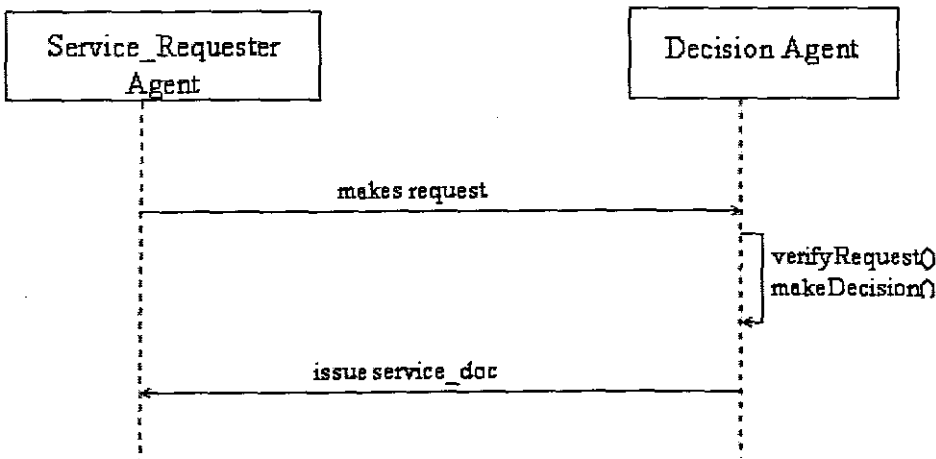 Service_Requester
Agent
Decision Agent
makes request
verifyRequest()
makeDecision()
issue service_doc